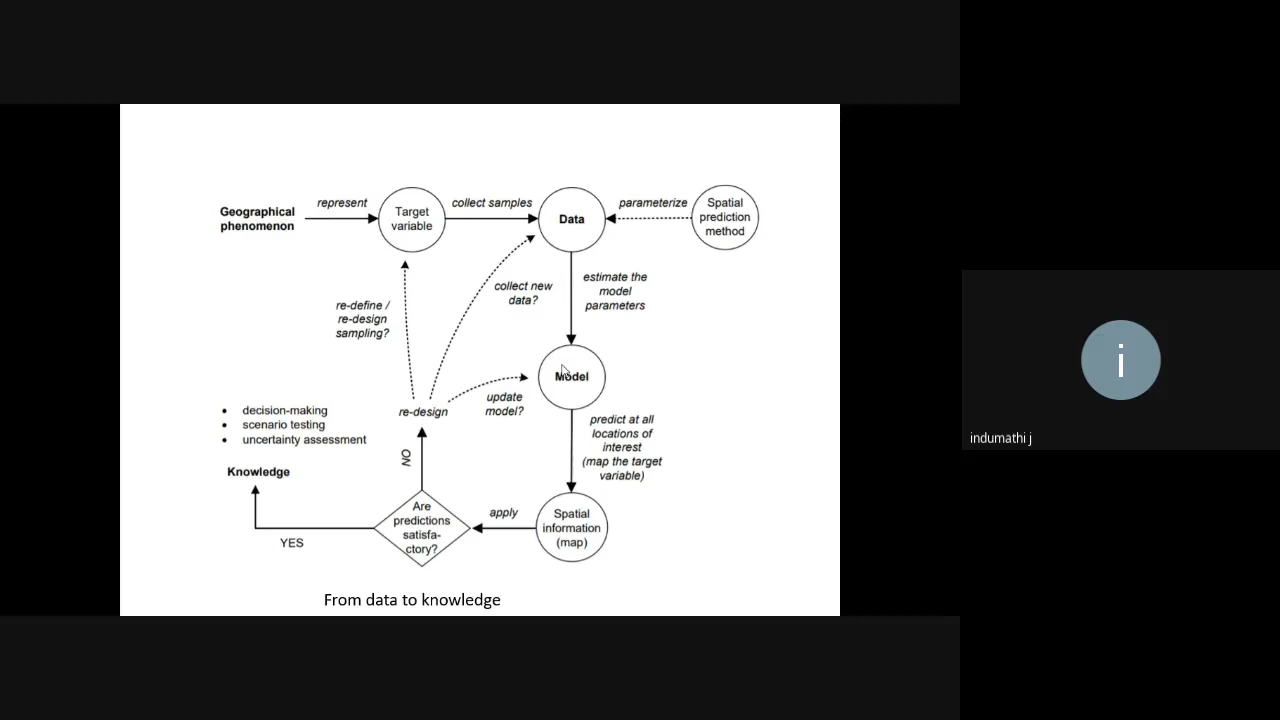 Geographical
phenomenon
represent
Target
variable
collect samples
Data
parameterize
Spatial
prediction
method
re-define /
re-design
sampling?
collect new
data?
estimate the
model
parameters
Model
re-design
update
model?
predict at all
locations of
interest
(map the target
variable)
• decision-making
• scenario testing
• uncertainty assessment
Knowledge
NO
Are
predictions
satisfa-
ctory?
apply
Spatial
information
(map)
YES
From data to knowledge
i
indumathi j